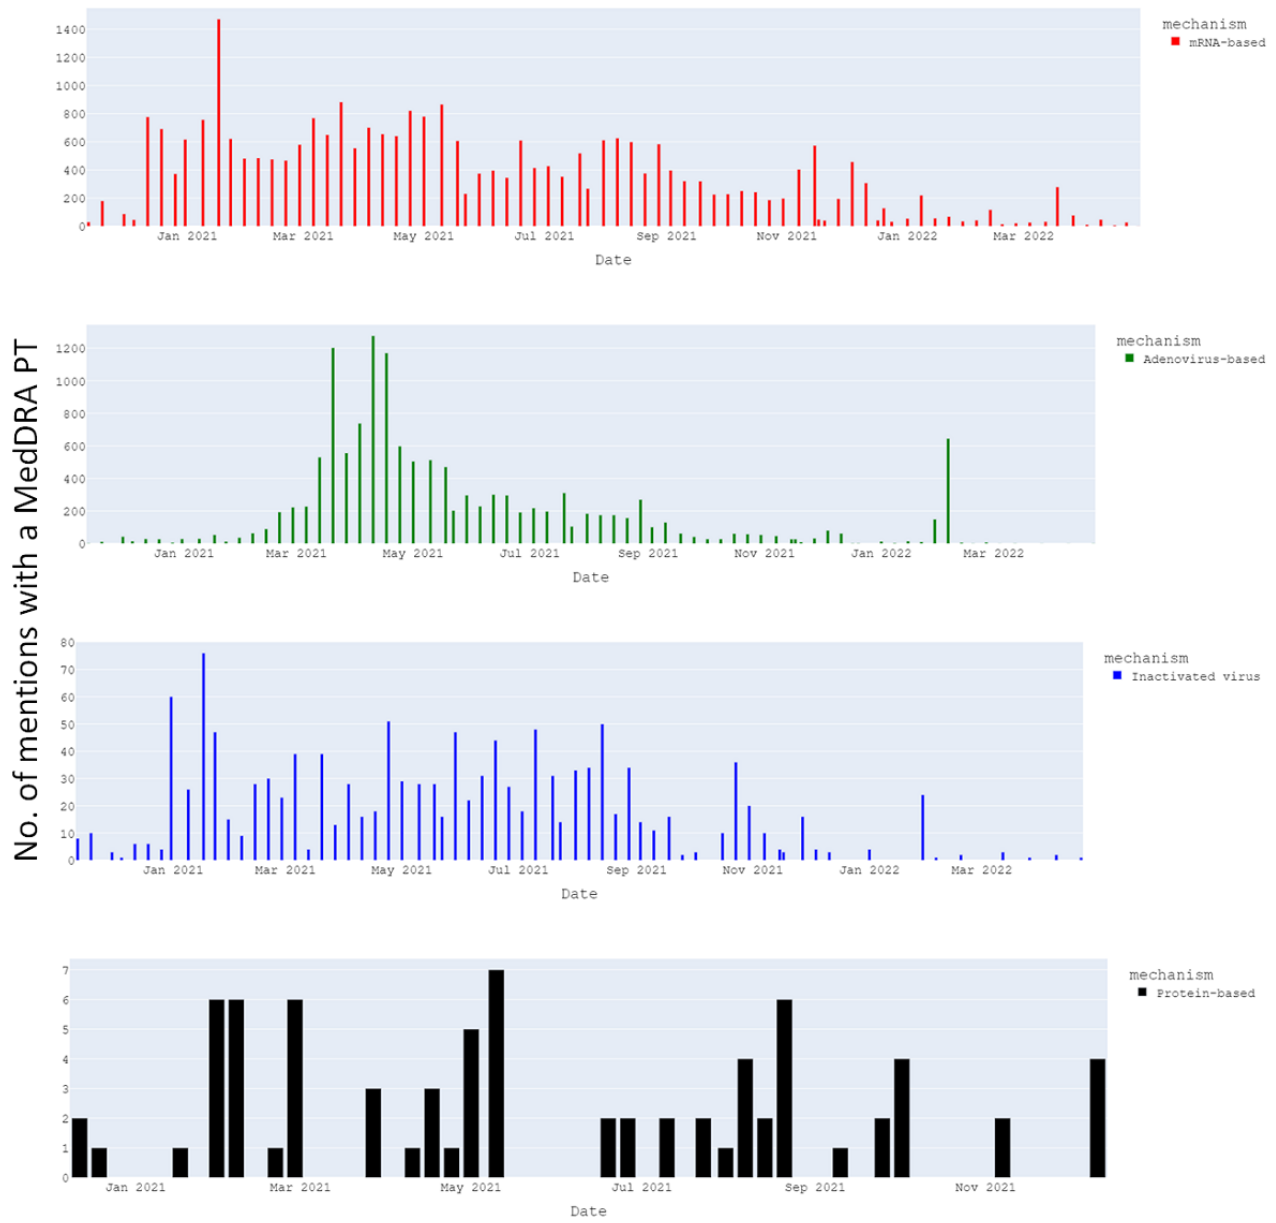 No. of mentions with a MedDRA PT
1400
1200
1000
800
600
400
200
0
Jan 2021 Mar 2021 May 2021 Jul 2021 Sep 2021 Nov 2021 Jan 2022 Mar 2022
Date
mechanism
mRNA-based
1200
1000
800
600
400
200
0
Jan 2021 Mar 2021 May 2021 Jul 2021 Sep 2021 Nov 2021 Jan 2022 Mar 2022
Date
mechanism
Adenovirus-based
80
70
60
50
40
30
20
10
0
Jan 2021 Mar 2021 May 2021 Jul 2021 Sep 2021 Nov 2021 Jan 2022 Mar 2022
Date
mechanism
Inactivated virus
7
6
5
4
3
2
1
0
Jan 2021 Mar 2021 May 2021 Jul 2021 Sep 2021 Nov 2021
Date
mechanism
Protein-based